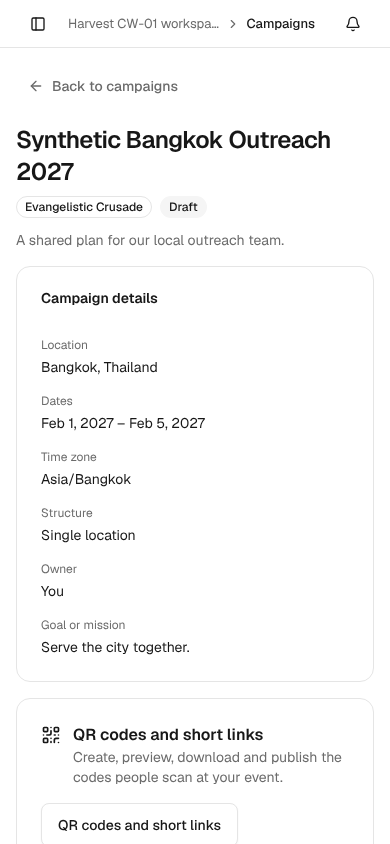 Harvest CW-01 workspa... > Campaigns
Back to campaigns
Synthetic Bangkok Outreach
2027
Evangelistic Crusade Draft
A shared plan for our local outreach team.
Campaign details
Location
Bangkok, Thailand
Dates
Feb 1, 2027 – Feb 5, 2027
Time zone
Asia/Bangkok
Structure
Single location
Owner
You
Goal or mission
Serve the city together.
QR codes and short links
Create, preview, download and publish the
codes people scan at your event.
QR codes and short links